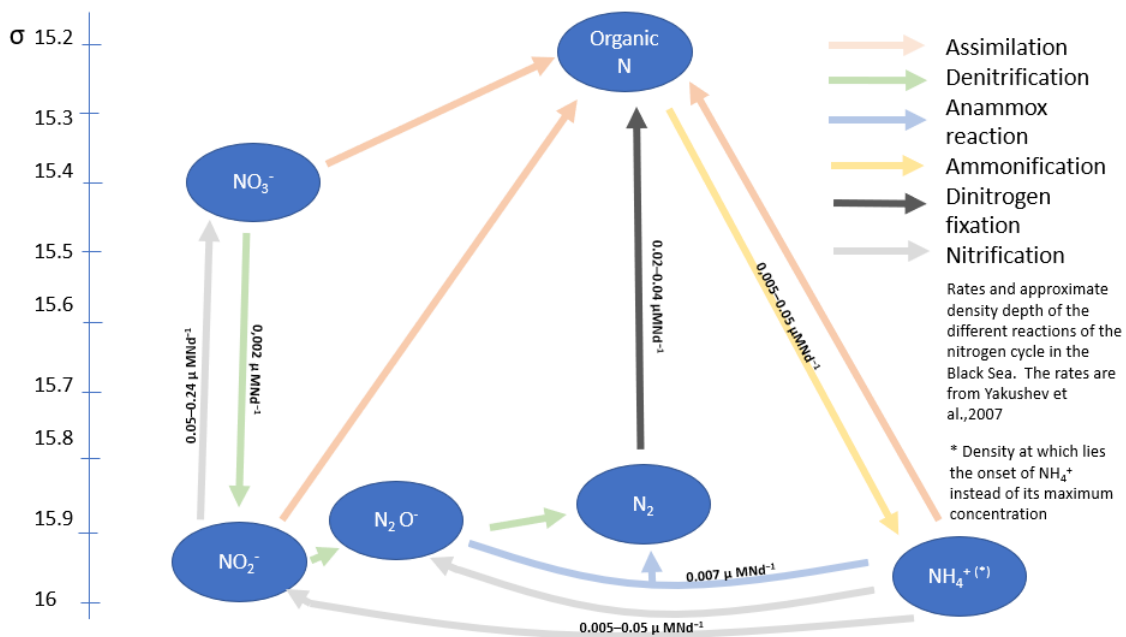 σ
15.2
15.3
15.4
15.5
15.6
15.7
15.8
15.9
16
Organic
N
NO₃⁻
NO₂⁻
N₂ O⁻
N₂
NH₄⁺ ⁽*⁾
0.05–0.24 µ MNd⁻¹
0,002 µ MNd⁻¹
0.02–0.04 µMNd⁻¹
0,005–0.05 µMNd⁻¹
0.007 µ MNd⁻¹
0.005–0.05 µ MNd⁻¹
Assimilation
Denitrification
Anammox
reaction
Ammonification
Dinitrogen
fixation
Nitrification
Rates and approximate
density depth of the
different reactions of the
nitrogen cycle in the
Black Sea. The rates are
from Yakushev et
al.,2007
* Density at which lies
the onset of NH₄⁺
instead of its maximum
concentration